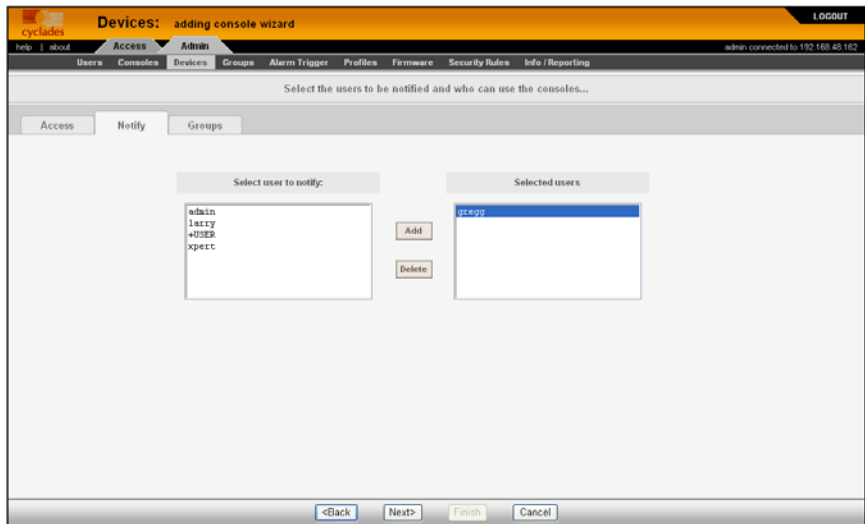 cyclades
Devices: adding console wizard
LOGOUT
help | about
Access
Admin
admin connected to 192.168.48.162
Users Consoles Devices Groups Alarm Trigger Profiles Firmware Security Rules Info / Reporting
Select the users to be notified and who can use the consoles...
Access
Notify
Groups
Select user to notify:
Selected users
admin
larry
+USER
xpert
Add
Delete
gregg
<Back
Next>
Finish
Cancel